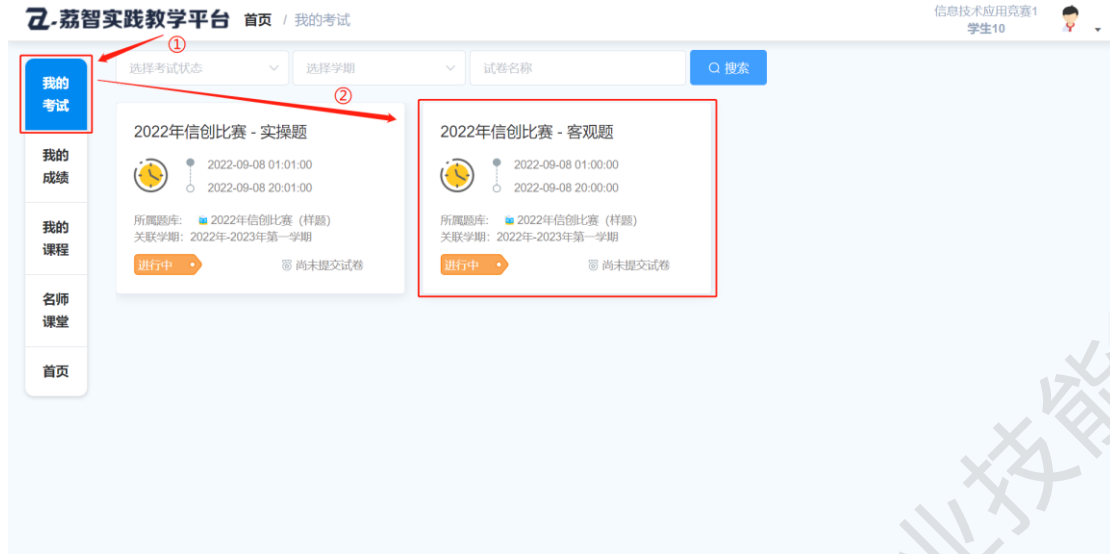 荔智实践教学平台 首页 / 我的考试
信息技术应用竞赛1
学生10
①
选择考试状态 选择学期 试卷名称 搜索
我的
考试
②
2022年信创比赛 - 实操题
2022-09-08 01:01:00
2022-09-08 20:01:00
所属题库: 2022年信创比赛（样题）
关联学期: 2022年-2023年第一学期
进行中 尚未提交试卷
2022年信创比赛 - 客观题
2022-09-08 01:00:00
2022-09-08 20:00:00
所属题库: 2022年信创比赛（样题）
关联学期: 2022年-2023年第一学期
进行中 尚未提交试卷
我的
成绩
我的
课程
名师
课堂
首页
业技能